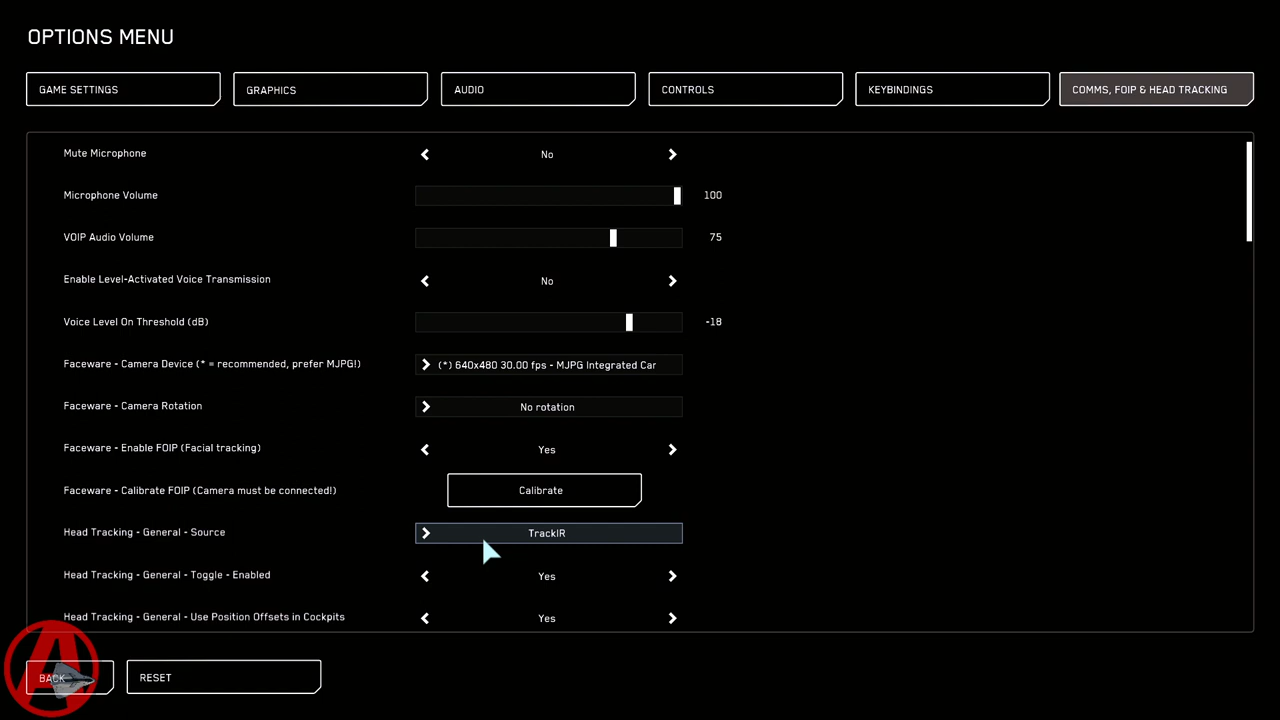 OPTIONS MENU
GAME SETTINGS
GRAPHICS
AUDIO
CONTROLS
KEYBINDINGS
COMMS, FOIP & HEAD TRACKING
Mute Microphone
No
Microphone Volume
100
VOIP Audio Volume
75
Enable Level-Activated Voice Transmission
No
Voice Level On Threshold (dB)
-18
Faceware - Camera Device (* = recommended, prefer MJPG!)
(*) 640x480 30.00 fps - MJPG Integrated Car
Faceware - Camera Rotation
No rotation
Faceware - Enable FOIP (Facial tracking)
Yes
Faceware - Calibrate FOIP (Camera must be connected!)
Calibrate
Head Tracking - General - Source
TrackIR
Head Tracking - General - Toggle - Enabled
Yes
Head Tracking - General - Use Position Offsets in Cockpits
Yes
BACK
RESET